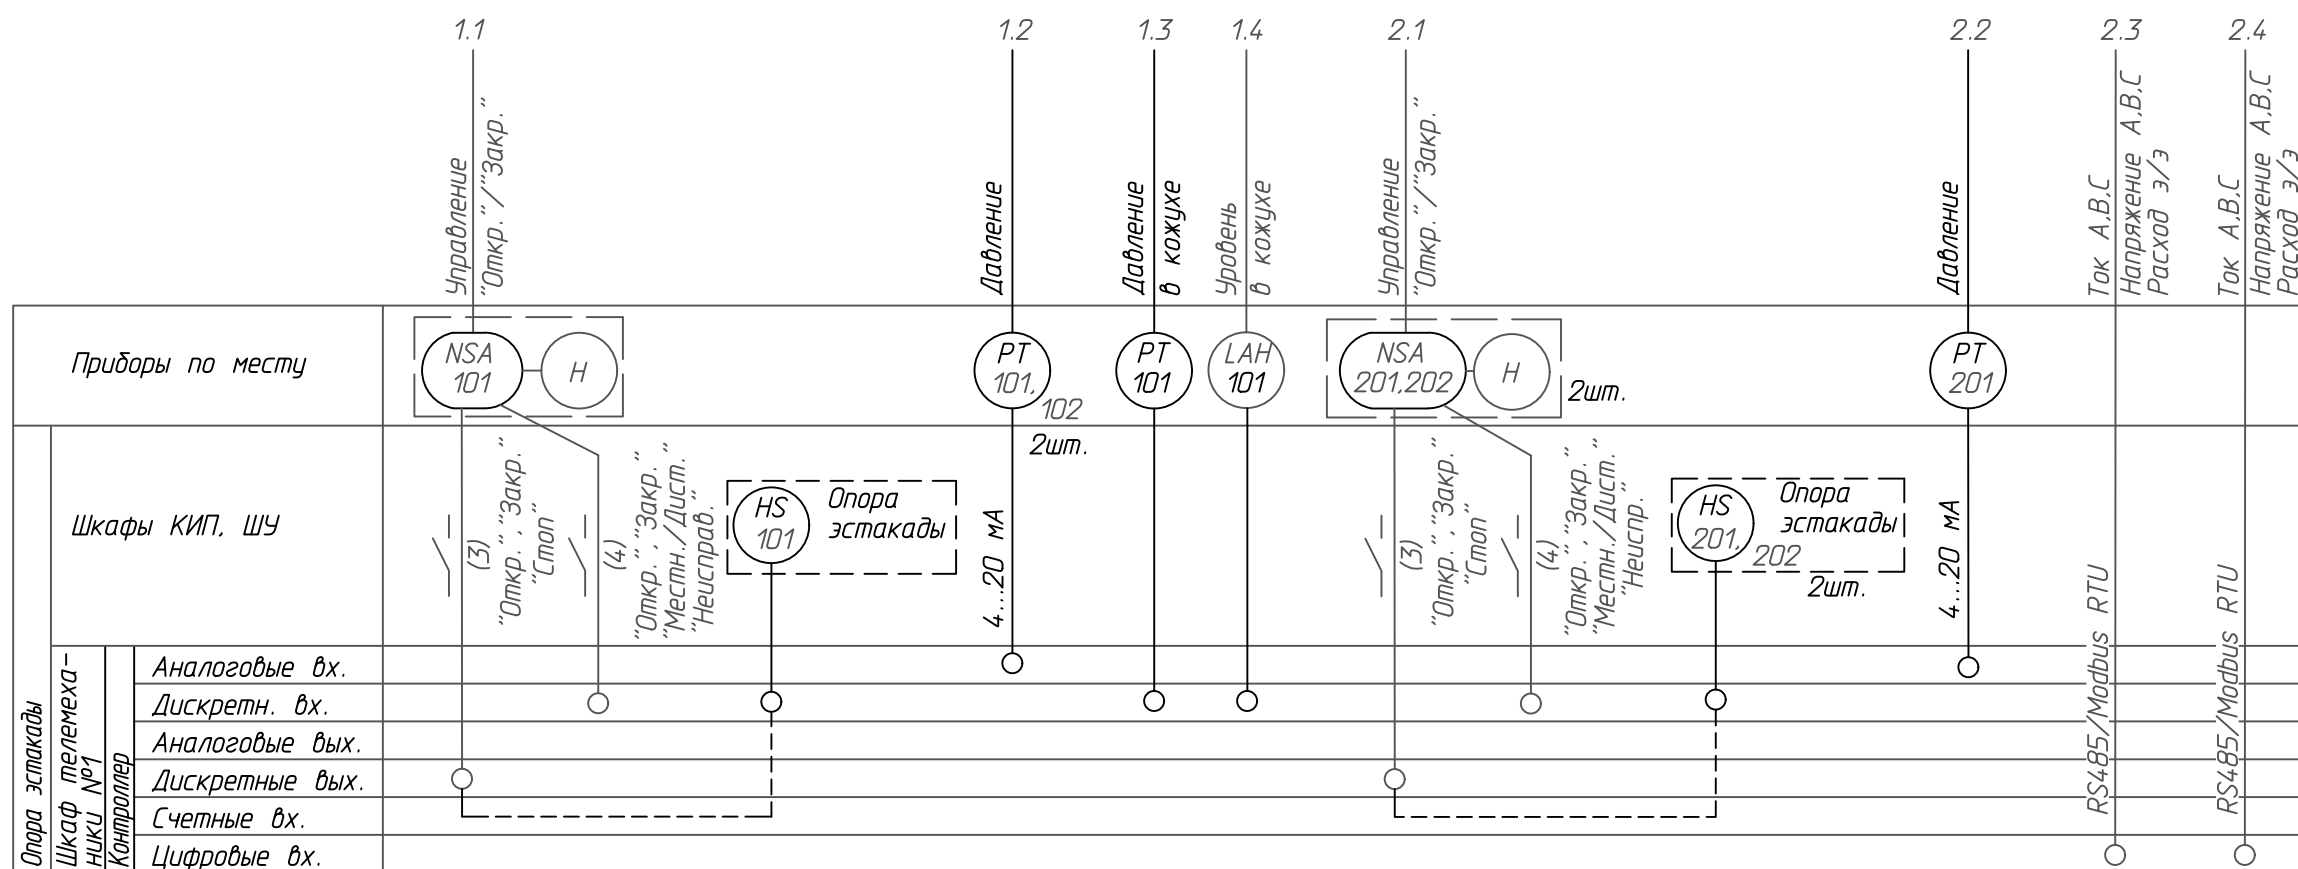 1.1
1.2
1.3
1.4
2.1
2.2
2.3
2.4
Управление
"Откр."/"Закр."
Давление
Давление
в кожухе
Уровень
в кожухе
Управление
"Откр."/"Закр."
Давление
Ток А,В,С
Напряжение А,В,С
Расход э/э
Ток А,В,С
Напряжение А,В,С
Расход э/э
Приборы по месту
NSA
101
H
PT
101,
102
2шт.
PT
101
LAH
101
NSA
201,202
H
2шт.
PT
201
Шкафы КИП, ШУ
(3)
"Откр.","Закр."
"Стоп"
(4)
"Откр.","Закр."
"Местн./Дист."
"Неисправ."
HS
101
Опора
эстакады
4...20 мА
(3)
"Откр.","Закр."
"Стоп"
(4)
"Откр.","Закр."
"Местн./Дист."
"Неиспр."
HS
201,
202
Опора
эстакады
2шт.
4...20 мА
RS485/Modbus RTU
RS485/Modbus RTU
Опора эстакады
Шкаф телемеха-
ники №1
Контроллер
Аналоговые вх.
Дискретн. вх.
Аналоговые вых.
Дискретные вых.
Счетные вх.
Цифровые вх.